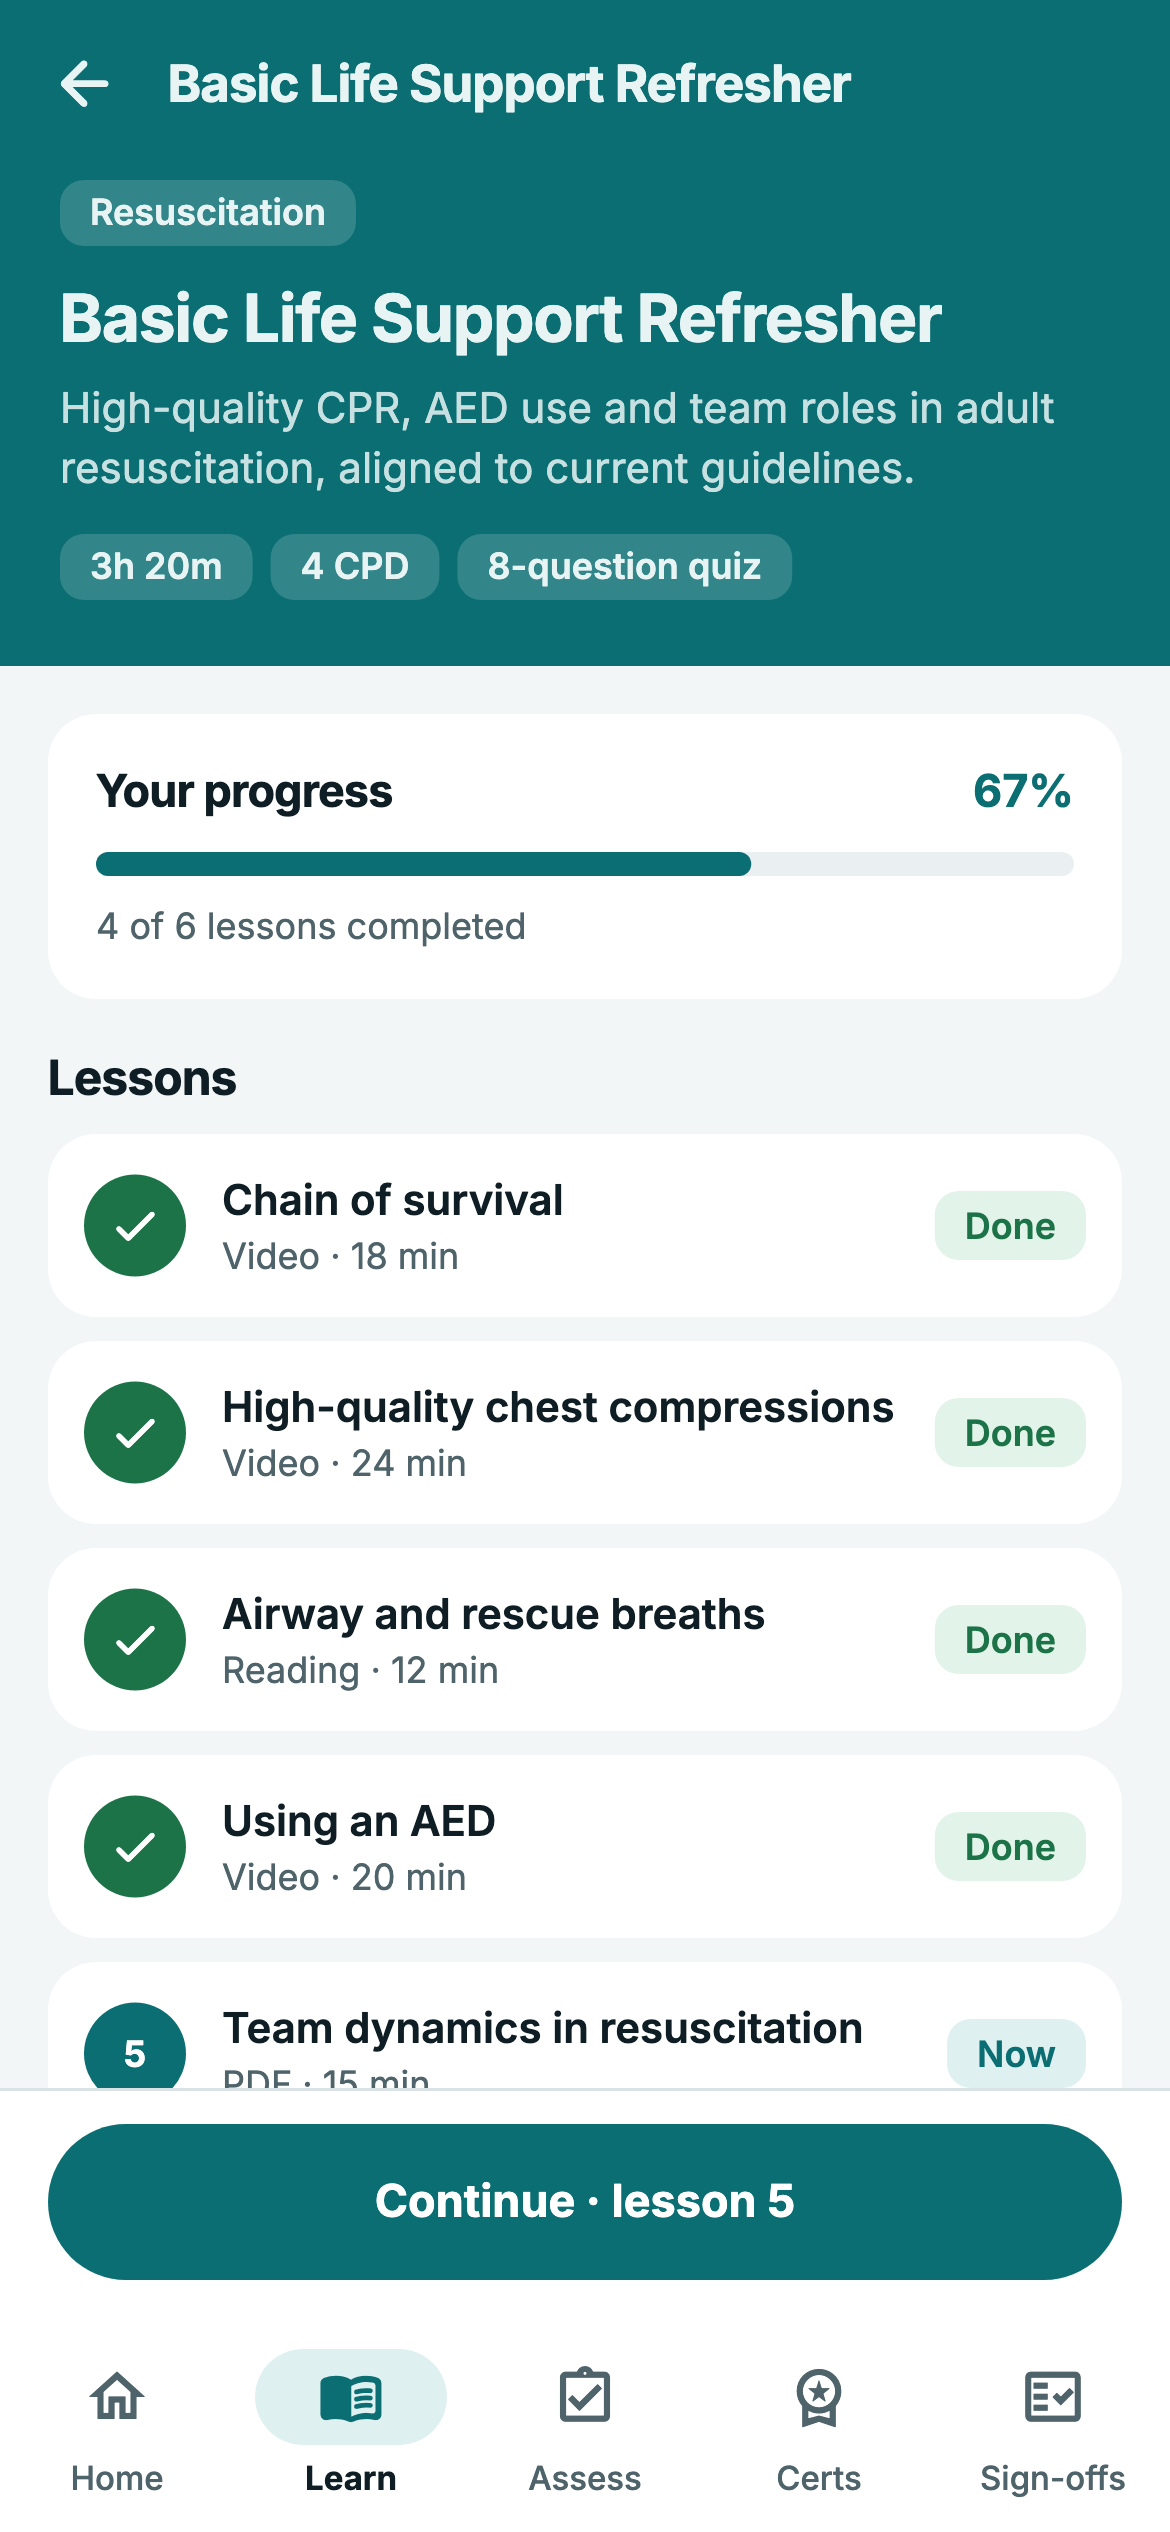 Basic Life Support Refresher
Resuscitation
Basic Life Support Refresher
High-quality CPR, AED use and team roles in adult
resuscitation, aligned to current guidelines.
3h 20m
4 CPD
8-question quiz
Your progress
67%
4 of 6 lessons completed
Lessons
Chain of survival
Video · 18 min
Done
High-quality chest compressions
Video · 24 min
Done
Airway and rescue breaths
Reading · 12 min
Done
Using an AED
Video · 20 min
Done
5
Team dynamics in resuscitation
PDF · 15 min
Now
Continue · lesson 5
Home
Learn
Assess
Certs
Sign-offs